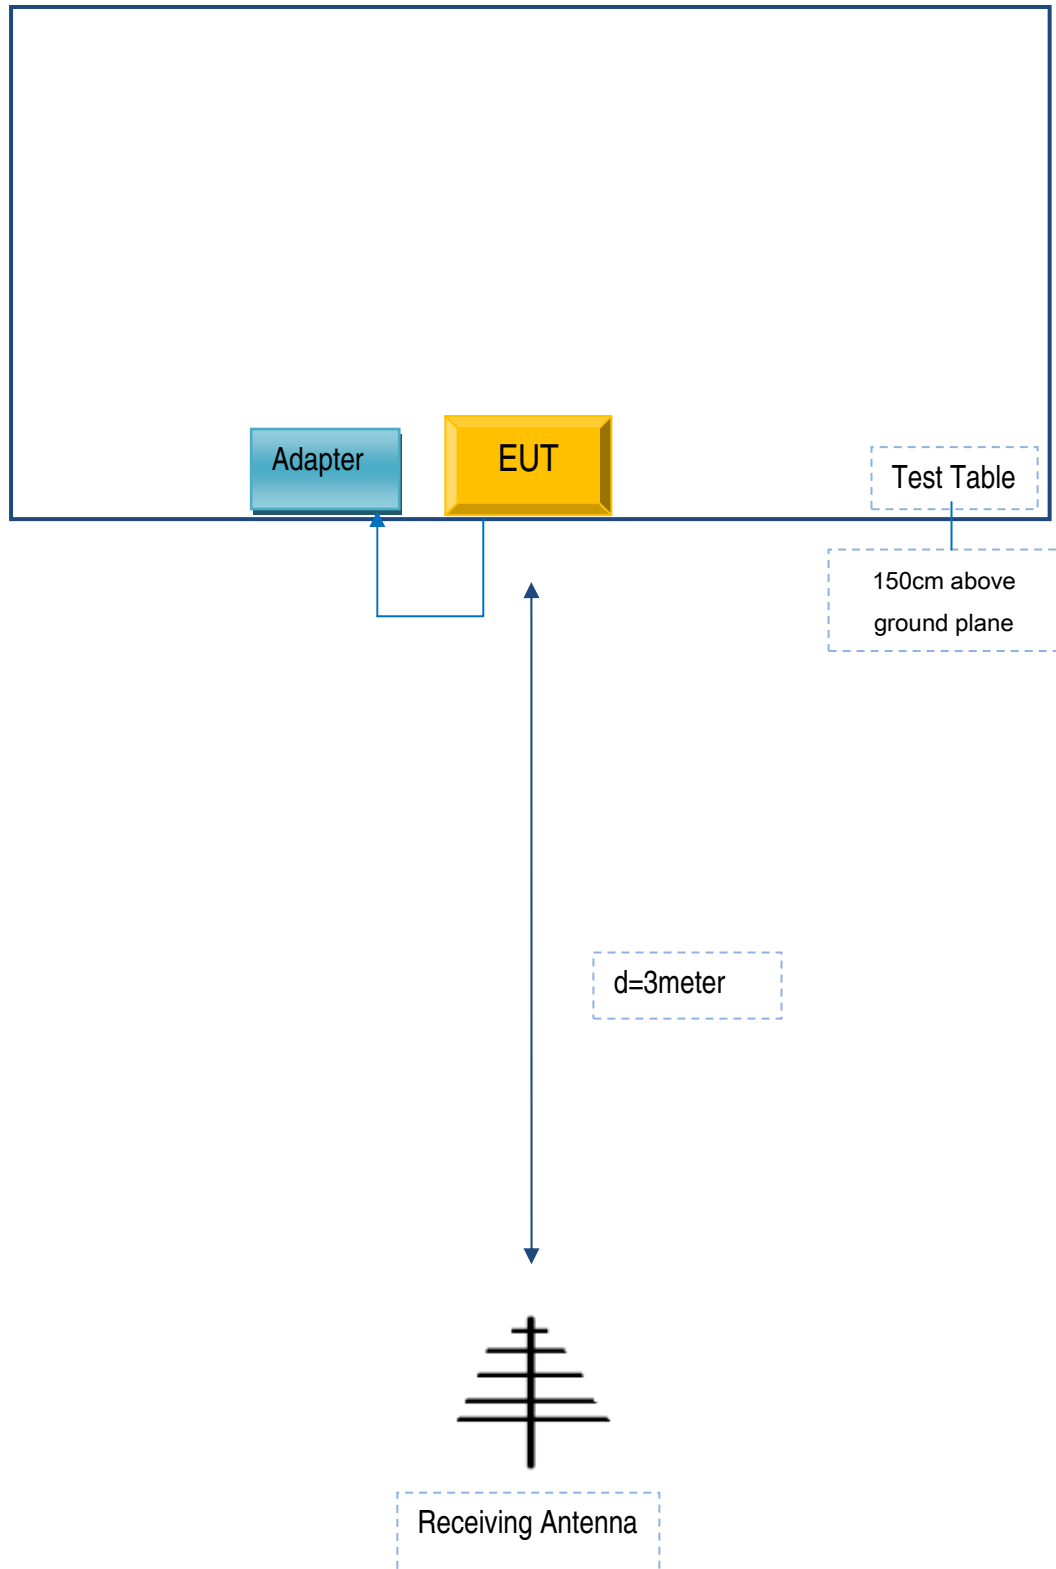 Adapter
EUT
Test Table
150cm above
ground plane
d=3meter
Receiving Antenna